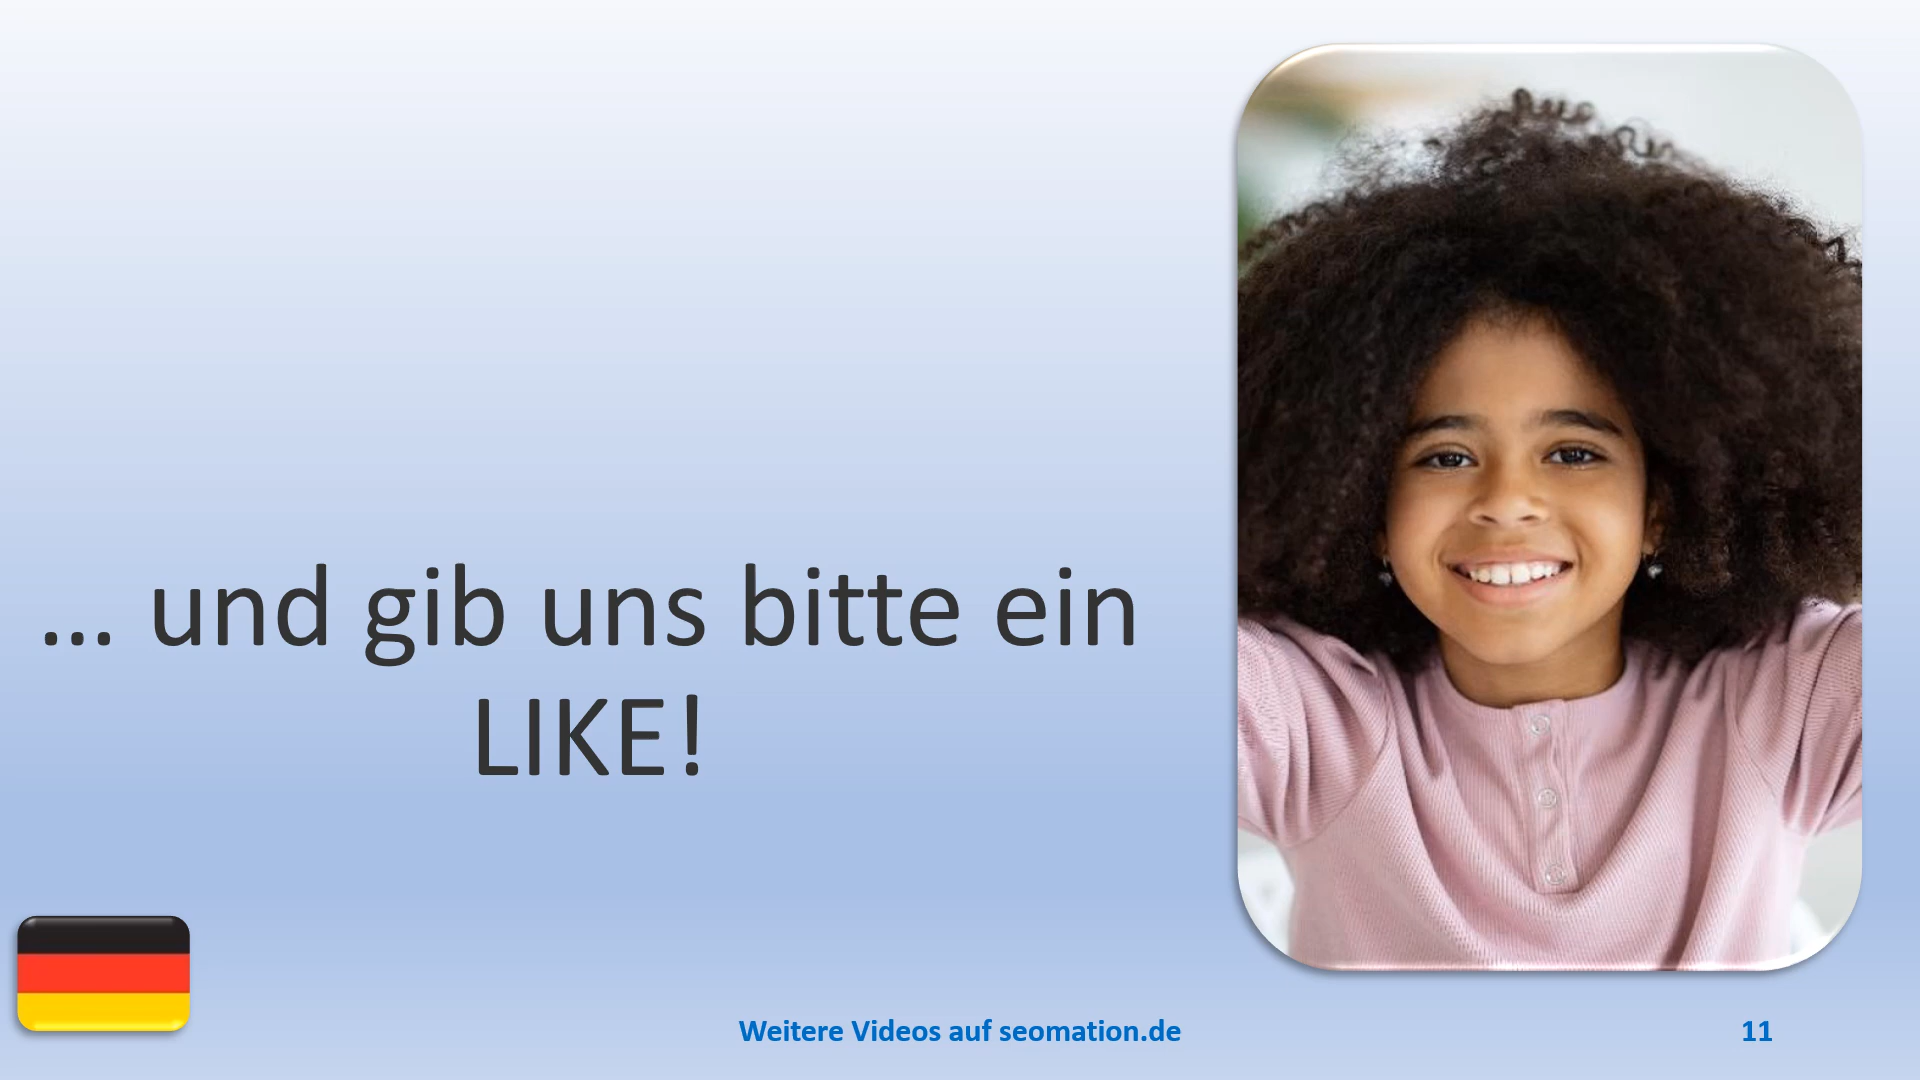 ... und gib uns bitte ein
LIKE!
Weitere Videos auf seomation.de
11